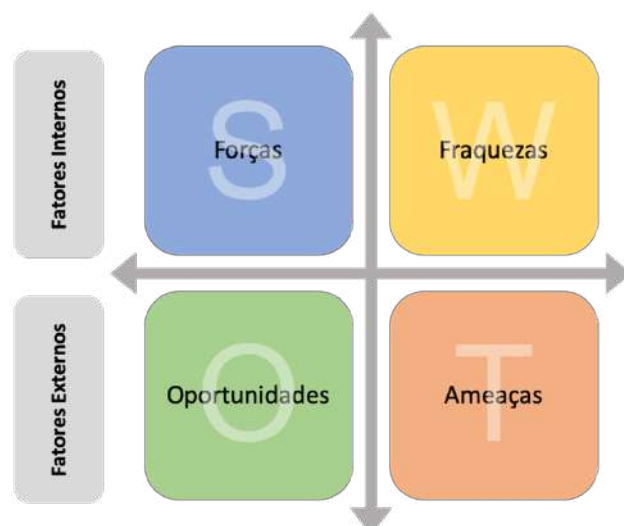 Fatores Internos
S
Forças
W
Fraquezas
Fatores Externos
O
Oportunidades
T
Ameaças